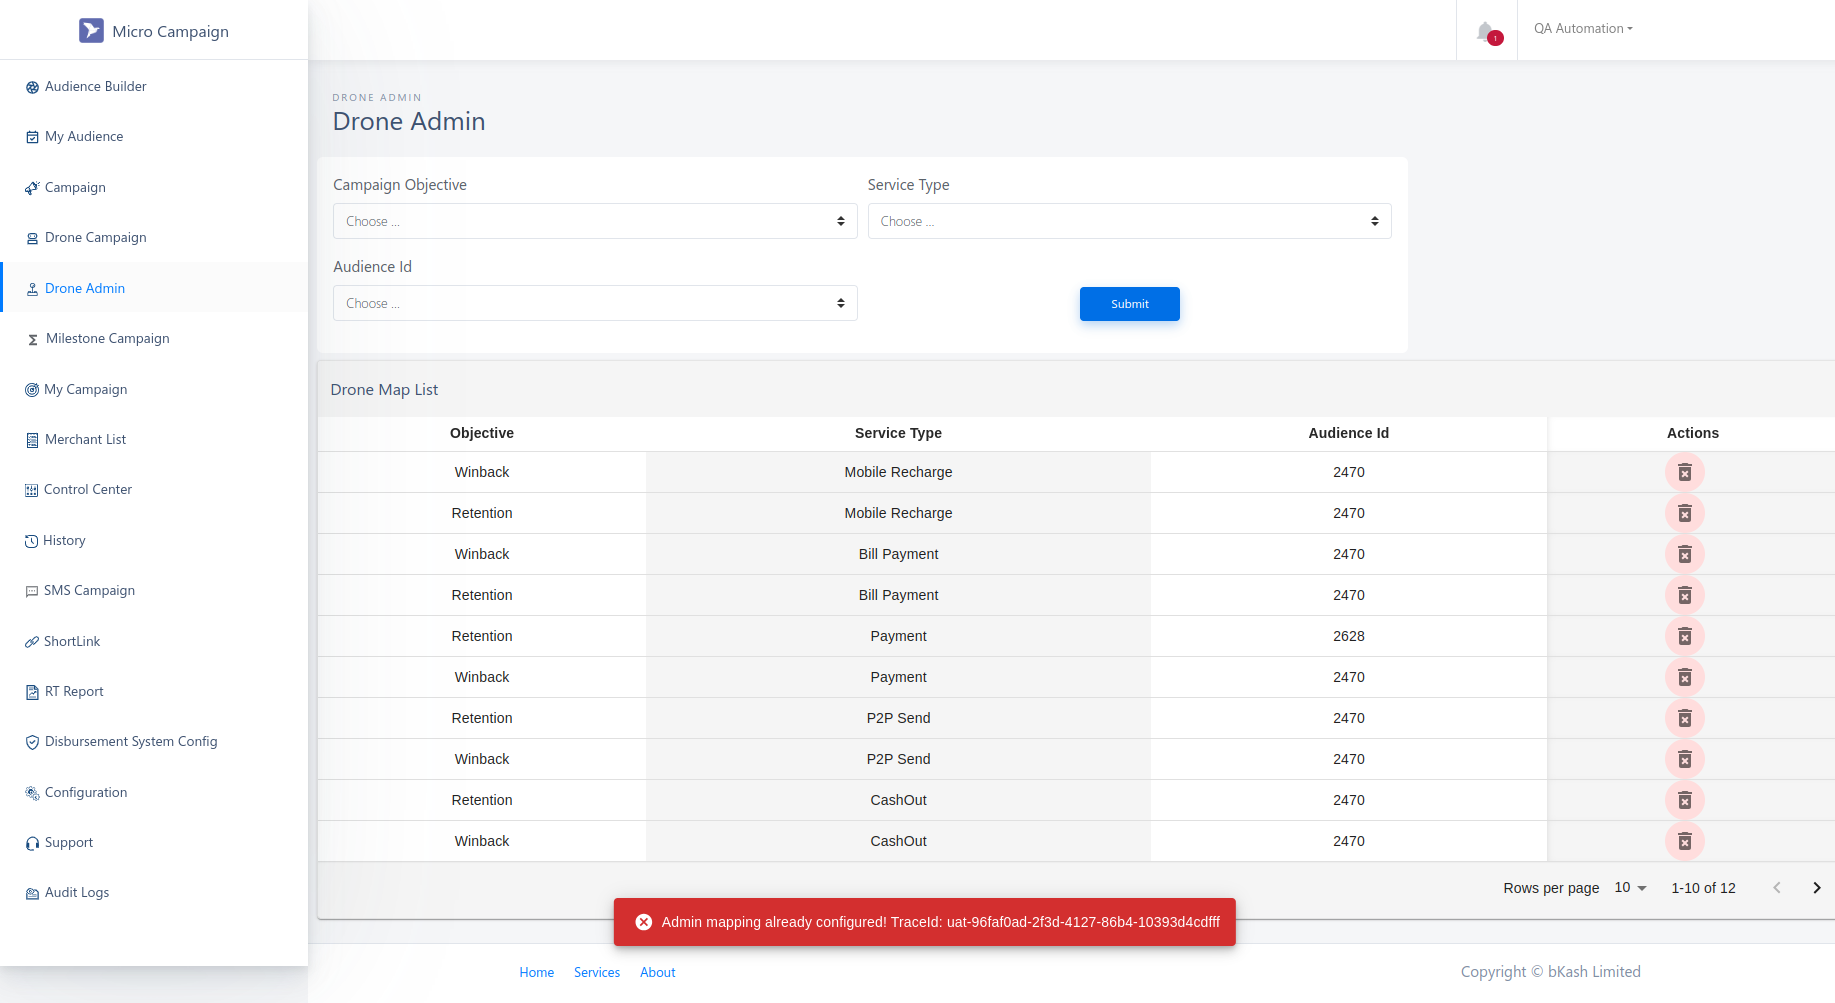 Micro Campaign
1
QA Automation
Audience Builder
My Audience
Campaign
Drone Campaign
Drone Admin
Milestone Campaign
My Campaign
Merchant List
Control Center
History
SMS Campaign
ShortLink
RT Report
Disbursement System Config
Configuration
Support
Audit Logs
DRONE ADMIN
Drone Admin
Campaign Objective
Service Type
Choose ...
Choose ...
Audience Id
Choose ...
Submit
Drone Map List
Objective Service Type Audience Id Actions
Winback Mobile Recharge 2470
Retention Mobile Recharge 2470
Winback Bill Payment 2470
Retention Bill Payment 2470
Retention Payment 2628
Winback Payment 2470
Retention P2P Send 2470
Winback P2P Send 2470
Retention CashOut 2470
Winback CashOut 2470
Rows per page 10 1-10 of 12
Admin mapping already configured! TraceId: uat-96faf0ad-2f3d-4127-86b4-10393d4cdfff
Home Services About
Copyright © bKash Limited